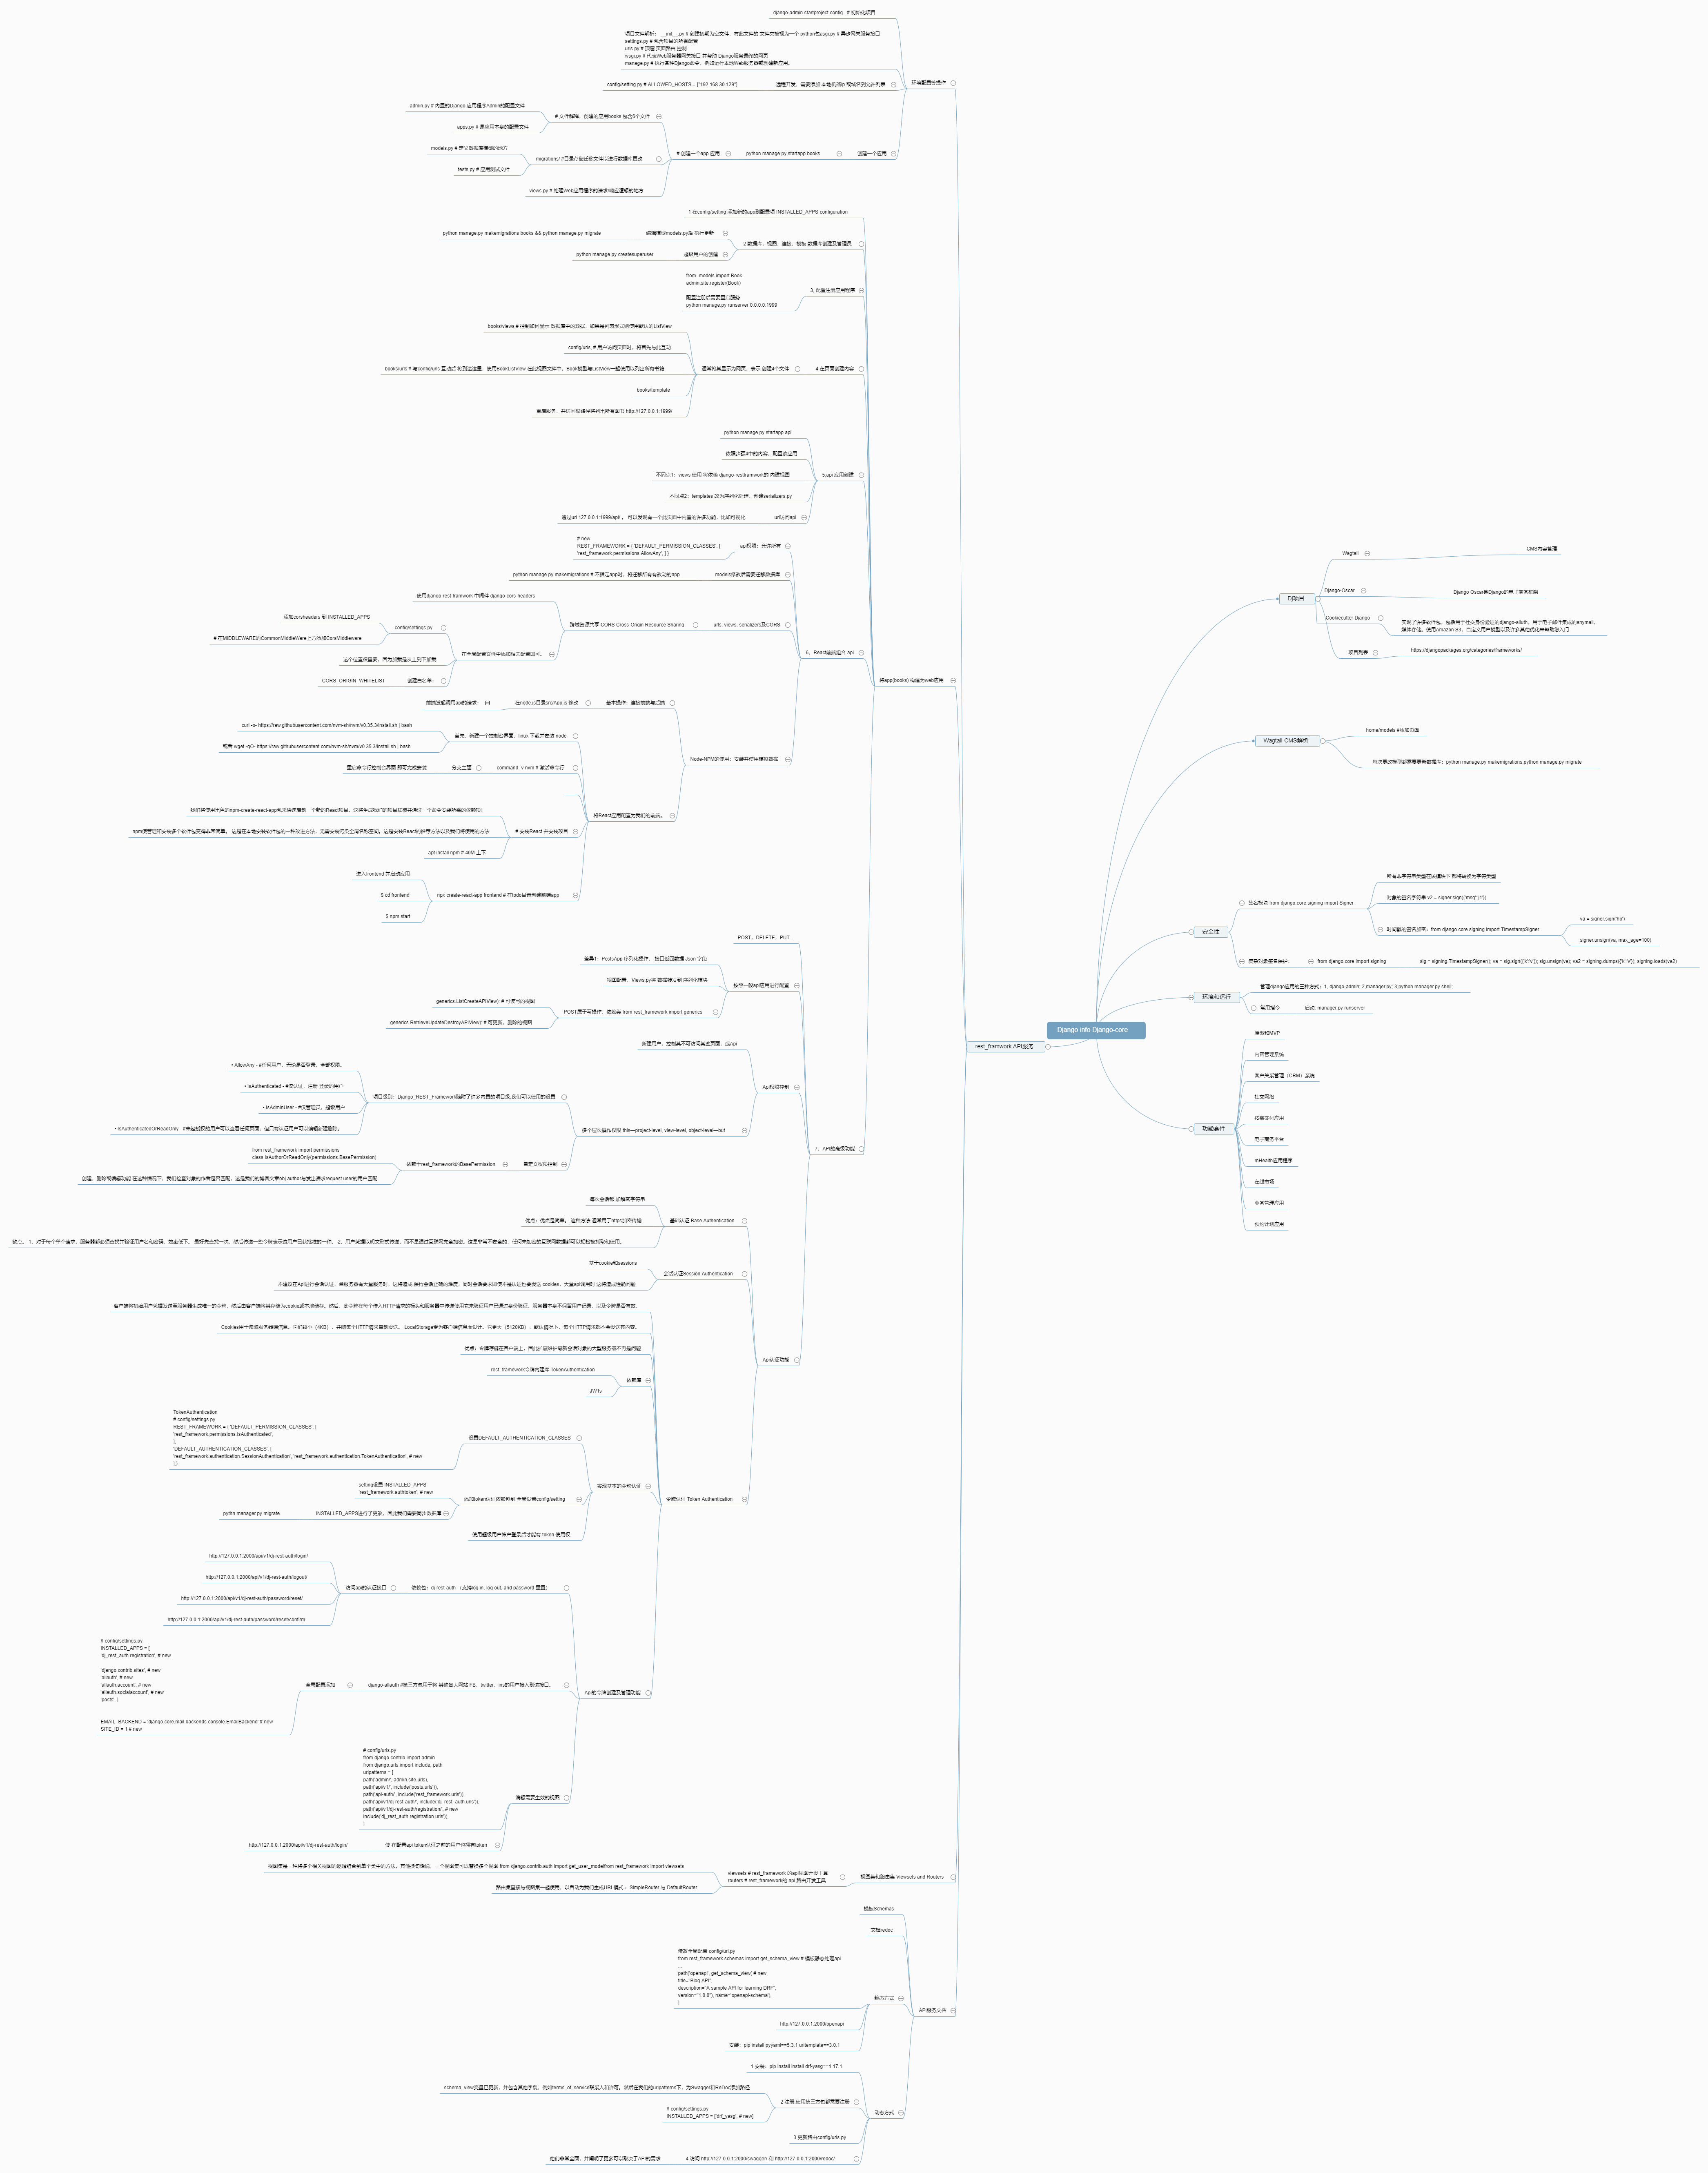 django-admin startproject config . # 初始化项目
项目文件解析: __init__.py # 创建初期为空文件,有此文件的 文件夹被视为一个 python包asgi.py # 异步网关服务接口
settings.py # 包含项目的所有配置
urls.py # 顶层 页面路由 控制
wsgi.py # 代表Web服务器网关接口 并帮助 Django服务最终的网页
manage.py # 执行各种Django命令,例如运行本地Web服务器或创建新应用。
环境配置等操作
config/setting.py # ALLOWED_HOSTS = ["192.168.30.129"]
远程开发,需要添加 本地机器ip 或域名到允许列表
admin.py # 内置的Django 应用程序Admin的配置文件
apps.py # 是应用本身的配置文件
# 文件解释,创建的应用books 包含6个文件
models.py # 定义数据库模型的地方
tests.py # 应用测试文件
migrations/ #目录存储迁移文件以进行数据库更改
views.py # 处理Web应用程序的请求/响应逻辑的地方
# 创建一个app 应用
python manage.py startapp books
创建一个应用
1 在config/setting 添加新的app到配置项 INSTALLED_APPS configuration
python manage.py makemigrations books && python manage.py migrate
编辑模型models.py后 执行更新
python manage.py createsuperuser
超级用户的创建
2 数据库、视图、连接、模板 数据库创建及管理员
from .models import Book
admin.site.register(Book)
配置注册后需要重启服务
python manage.py runserver 0.0.0.0:1999
3. 配置注册应用程序
books/views;# 控制如何显示 数据库中的数据,如果是列表形式则使用默认的ListView
config/urls, # 用户访问页面时,将首先与此互动
books/urls # 与config/urls 互动后 将到达这里,使用BookListView 在此视图文件中,Book模型与ListView一起使用以列出所有书籍
books/template
重启服务,并访问根路径将列出所有图书 http://127.0.0.1:1999/
通常将其显示为网页,表示 创建4个文件
4 在页面创建内容
python manage.py startapp api
依照步骤4中的内容,配置该应用
不同点1:views 使用 将依赖 django-restframwork的 内建视图
不同点2:templates 改为序列化处理,创建serializers.py
通过url 127.0.0.1:1999/api/ 。 可以发现有一个此页面中内置的许多功能,比如可视化
url访问api
5.api 应用创建
# new
REST_FRAMEWORK = { 'DEFAULT_PERMISSION_CLASSES': [
'rest_framework.permissions.AllowAny', ] }
api权限:允许所有
python manage.py makemigrations # 不指定app时,将迁移所有有改动的app
models修改后需要迁移数据库
使用django-rest-framwork 中间件 django-cors-headers
添加corsheaders 到 INSTALLED_APPS
# 在MIDDLEWARE的CommonMiddleWare上方添加CorsMiddleware
config/settings.py
这个位置很重要,因为加载是从上到下加载
CORS_ORIGIN_WHITELIST
创建白名单:
在全局配置文件中添加相关配置即可。
跨域资源共享 CORS Cross-Origin Resource Sharing
urls, views, serializers及CORS
6、React前端组合 api
将app(books) 构建为web应用
前端发起调用api的请求:
在node.js目录src/App.js 修改
基本操作:连接前端与后端
curl -o- https://raw.githubusercontent.com/nvm-sh/nvm/v0.35.3/install.sh | bash
或者 wget -qO- https://raw.githubusercontent.com/nvm-sh/nvm/v0.35.3/install.sh | bash
首先,新建一个控制台界面,linux 下载并安装 node
重启命令行控制台界面 即可完成安装
分支主题
command -v nvm # 激活命令行
Node-NPM的使用:安装并使用模拟数据
我们将使用出色的npm-create-react-app包来快速启动一个新的React项目。这将生成我们的项目样板并通过一个命令安装所需的依赖项!
npm使管理和安装多个软件包变得非常简单。 这是在本地安装软件包的一种改进方法,无需安装污染全局名称空间。这是安装React的推荐方法以及我们将使用的方法
apt install npm # 40M 上下
# 安装React 并安装项目
将React应用配置为我们的前端。
进入frontend 并启动应用
$ cd frontend
$ npm start
npx create-react-app frontend # 在todo目录创建前端app
POST、DELETE、PUT...
差异1:PostsApp 序列化操作, 接口返回数据 Json 字段
视图配置,Views.py将 数据转发到 序列化模块
按照一般api应用进行配置
generics.ListCreateAPIView): # 可读写的视图
generics.RetrieveUpdateDestroyAPIView): # 可更新、删除的视图
POST属于写操作,依赖类 from rest_framework import generics
新建用户,控制其不可访问某些页面,或Api
Api权限控制
• AllowAny - #任何用户,无论是否登录,全部权限。
• IsAuthenticated - #仅认证,注册 登录的用户
• IsAdminUser - #仅管理员,超级用户
• IsAuthenticatedOrReadOnly - #未经授权的用户可以查看任何页面,但只有认证用户可以编辑新建删除。
项目级别:Django_REST_Framework随附了许多内置的项目级,我们可以使用的设置
多个层次操作权限 this—project-level, view-level, object-level—but
from rest_framework import permissions
class IsAuthorOrReadOnly(permissions.BasePermission)
创建,删除或编辑功能 在这种情况下,我们检查对象的作者是否匹配,这是我们的博客文章obj.author与发出请求request.user的用户匹配
依赖于rest_framework的BasePermission
自定义权限控制
7、API的高级功能
每次会话都 加解密字符串
优点:优点是简单。 这种方法 通常用于https加密传输
缺点。 1、对于每个单个请求,服务器都必须查找并验证用户名和密码,效率低下。 最好先查找一次,然后传递一些令牌表示该用户已获批准的一种。 2、用户凭据以明文形式传递,而不是通过互联网完全加密。这是非常不安全的。任何未加密的互联网数据都可以轻松被抓取和使用。
基础认证 Base Authentication
基于cookie和sessions
不建议在Api进行会话认证,当服务器有大量服务时,这将造成 保持会话正确的难度,同时会话要求即使不是认证也要发送 cookies,大量api调用时 这将造成性能问题
会话认证Session Authentication
Api认证功能
客户端将初始用户凭据发送至服务器生成唯一的令牌,然后由客户端将其存储为cookie或本地储存。然后,此令牌在每个传入HTTP请求的标头和服务器中传递使用它来验证用户已通过身份验证。服务器本身不保留用户记录,以及令牌是否有效。
Cookies用于读取服务器端信息。它们较小(4KB),并随每个HTTP请求自动发送。 LocalStorage专为客户端信息而设计。它更大(5120KB),默认情况下,每个HTTP请求都不会发送其内容。
优点:令牌存储在客户端上,因此扩展维护最新会话对象的大型服务器不再是问题
rest_framework令牌内建库 TokenAuthentication
JWTs
依赖库
TokenAuthentication
# config/settings.py
REST_FRAMEWORK = { 'DEFAULT_PERMISSION_CLASSES': [
'rest_framework.permissions.IsAuthenticated',
],
'DEFAULT_AUTHENTICATION_CLASSES': [
'rest_framework.authentication.SessionAuthentication', 'rest_framework.authentication.TokenAuthentication', # new
],}
设置DEFAULT_AUTHENTICATION_CLASSES
setting设置 INSTALLED_APPS
'rest_framework.authtoken', # new
添加token认证依赖包到 全局设置config/setting
pythn manager.py migrate
INSTALLED_APPS进行了更改,因此我们需要同步数据库
实现基本的令牌认证
令牌认证 Token Authentication
使用超级用户帐户登录后才能有 token 使用权
http://127.0.0.1:2000/api/v1/dj-rest-auth/login/
http://127.0.0.1:2000/api/v1/dj-rest-auth/logout/
http://127.0.0.1:2000/api/v1/dj-rest-auth/password/reset/
http://127.0.0.1:2000/api/v1/dj-rest-auth/password/reset/confirm
访问api的认证接口
依赖包:dj-rest-auth (支持log in, log out, and password 重置)
# config/settings.py
INSTALLED_APPS = [
'dj_rest_auth.registration', # new
'django.contrib.sites', # new
'allauth', # new
'allauth.account', # new
'allauth.socialaccount', # new
'posts', ]
EMAIL_BACKEND = 'django.core.mail.backends.console.EmailBackend' # new
SITE_ID = 1 # new
全局配置添加
django-allauth #第三方包用于将 其他各大网站 FB、twitter、ins的用户接入到该接口。
Api的令牌创建及管理功能
# config/urls.py
from django.contrib import admin
from django.urls import include, path
urlpatterns = [
path('admin/', admin.site.urls),
path('api/v1/', include('posts.urls')),
path('api-auth/', include('rest_framework.urls')),
path('api/v1/dj-rest-auth/', include('dj_rest_auth.urls')),
path('api/v1/dj-rest-auth/registration/', # new
include('dj_rest_auth.registration.urls')),
]
编辑需要生效的视图
http://127.0.0.1:2000/api/v1/dj-rest-auth/login/
使 在配置api token认证之前的用户也拥有token
视图集是一种将多个相关视图的逻辑组合到单个类中的方法。其他换句话说,一个视图集可以替换多个视图 from django.contrib.auth import get_user_modelfrom rest_framework import viewsets
路由集直接与视图集一起使用,以自动为我们生成URL模式 : SimpleRouter 与 DefaultRouter
viewsets # rest_framework 的api视图开发工具
routers # rest_framework的 api 路由开发工具
视图集和路由集 Viewsets and Routers
模板Schemas
文档redoc
修改全局配置 config/url.py
from rest_framework.schemas import get_schema_view # 模板静态处理api
...
path('openapi', get_schema_view( # new
title="Blog API",
description="A sample API for learning DRF",
version="1.0.0"), name='openapi-schema'),
]
静态方式
http://127.0.0.1:2000/openapi
安装:pip install pyyaml==5.3.1 uritemplate==3.0.1
API服务文档
1 安装:pip install install drf-yasg==1.17.1
schema_view变量已更新,并包含其他字段,例如terms_of_service联系人和许可。然后在我们的urlpatterns下,为Swagger和ReDoc添加路径
# config/settings.py
INSTALLED_APPS = ['drf_yasg', # new]
2 注册:使用第三方包都需要注册
动态方式
3 更新路由config/urls.py
他们非常全面,并阐明了更多可以取决于API的需求
4 访问 http://127.0.0.1:2000/swagger/ 和 http://127.0.0.1:2000/redoc/
rest_framwork API服务
Django info Django-core
Dj项目
Wagtail
CMS内容管理
Django-Oscar
Django Oscar是Django的电子商务框架
Cookiecutter Django
实现了许多软件包,包括用于社交身份验证的django-alluth,用于电子邮件集成的anymail,
媒体存储。使用Amazon S3、自定义用户模型以及许多其他优化来帮助您入门
项目列表
https://djangopackages.org/categories/frameworks/
Wagtail-CMS解析
home/models #添加页面
每次更改模型都需要更新数据库:python manage.py makemigrations,python manage.py migrate
安全性
签名模块 from django.core.signing import Signer
所有非字符串类型在该模块下 都将转换为字符类型
对象的签名字符串 v2 = signer.sign({'msg':'j1'})
时间戳的签名加密:from django.core.signing import TimestampSigner
va = signer.sign('ho')
signer.unsign(va, max_age=100)
复杂对象签名保护:
from django.core import signing
sig = signing.TimestampSigner(); va = sig.sign({'k':'v'}); sig.unsign(va); va2 = signing.dumps({'k':'v'}); signing.loads(va2)
环境和运行
管理django应用的三种方式:1, django-admin; 2,manager.py; 3,python manage.py shell;
常用指令
启动: manager.py runserver
功能套件
原型和MVP
内容管理系统
客户关系管理(CRM)系统
社交网络
按需交付应用
电子商务平台
mHealth应用程序
在线市场
业务管理应用
预约计划应用